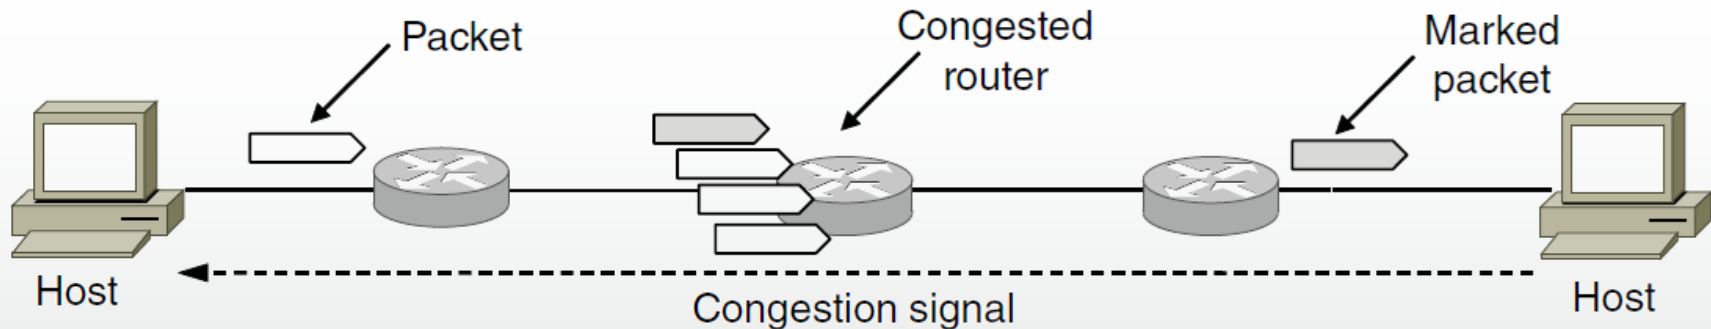 Packet
Congested
router
Marked
packet
Host
Congestion signal
Host